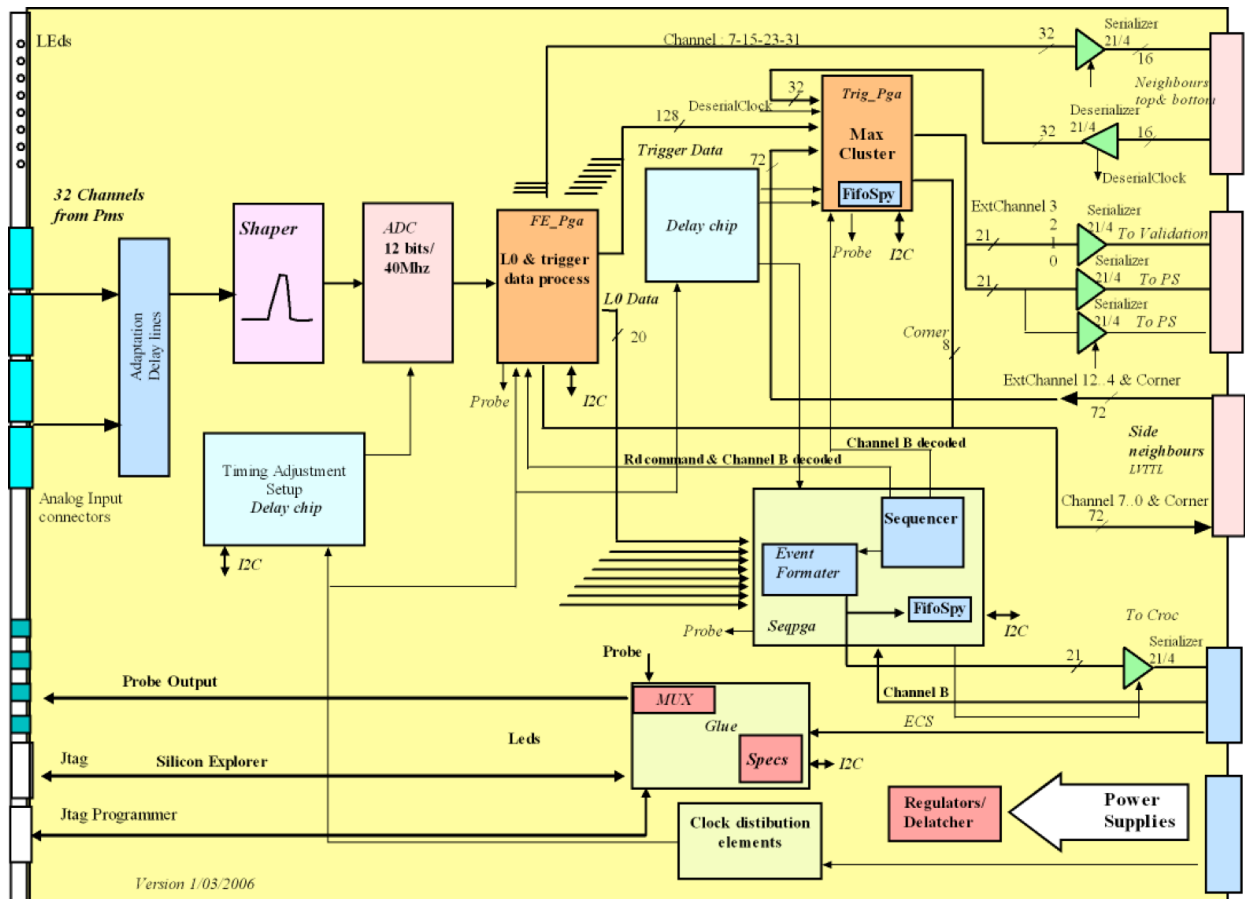 LEds
Channel : 7-15-23-31
32
Serializer
21/4
16
Neighbours
top& bottom
Deserializer
21/4
32
16
DeserialClock
32
Trig_Pga
Max
Cluster
FifoSpy
DeserialClock
128
Trigger Data
72
Probe
I2C
32 Channels
from Pms
Adaptation
Delay lines
Shaper
ADC
12 bits/
40Mhz
FE_Pga
L0 & trigger
data process
Delay chip
L0 Data
20
Probe
I2C
ExtChannel 3
2
1
0
21
Serializer
21/4
To Validation
Serializer
21/4
To PS
21
Serializer
21/4
To PS
Corner
8
ExtChannel 12..4 & Corner
72
Side
neighbours
LVTTL
Channel 7..0 & Corner
72
Analog Input
connectors
Timing Adjustment
Setup
Delay chip
I2C
Channel B decoded
Rd command & Channel B decoded
Sequencer
Event
Formater
FifoSpy
Seqpga
Probe
I2C
To Croc
Serializer
21/4
21
Channel B
ECS
Probe
Probe Output
MUX
Glue
Leds
Specs
I2C
Jtag
Silicon Explorer
Jtag Programmer
Clock distibution
elements
Regulators/
Delatcher
Power
Supplies
Version 1/03/2006